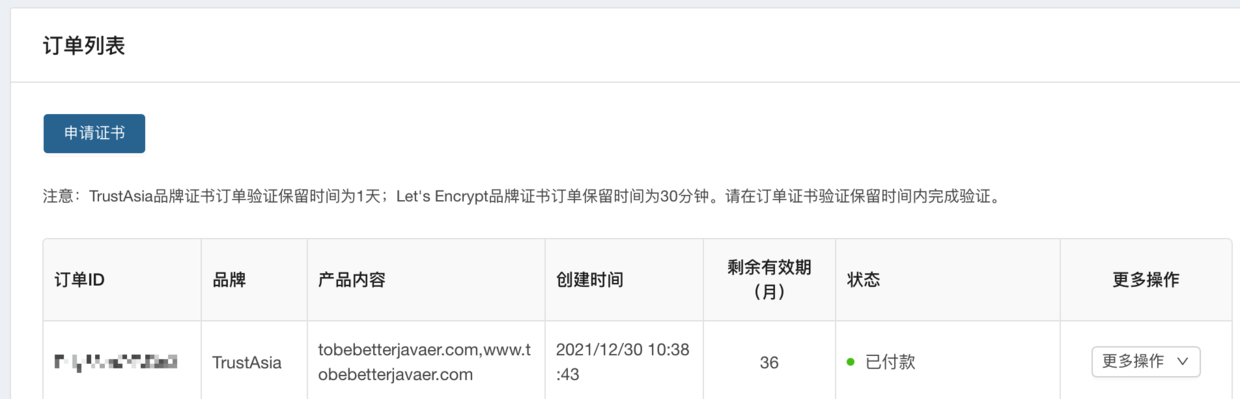 订单列表
申请证书
注意：TrustAsia品牌证书订单验证保留时间为1天；Let's Encrypt品牌证书订单保留时间为30分钟。请在订单证书验证保留时间内完成验证。
订单ID 品牌 产品内容 创建时间 剩余有效期（月） 状态 更多操作
TrustAsia tobebetterjavaer.com,www.t 2021/12/30 10:38 36 已付款 更多操作
obebetterjavaer.com :43